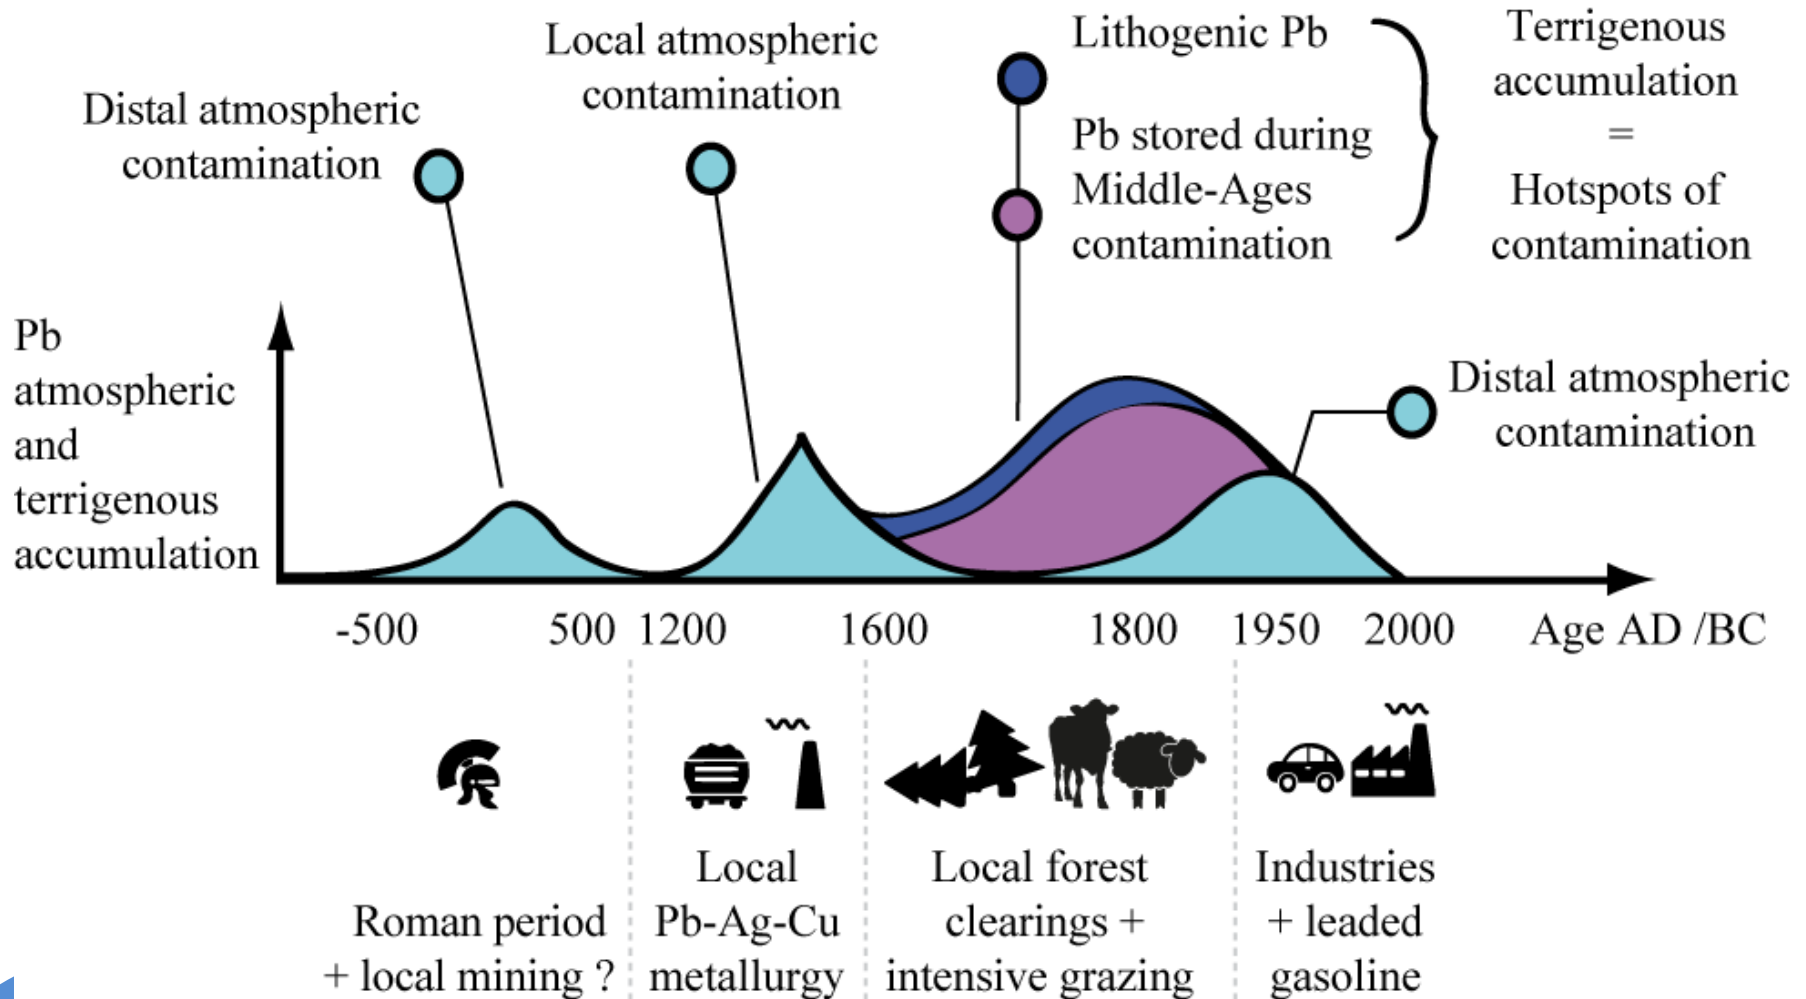 Local atmospheric
contamination
Distal atmospheric
contamination
Lithogenic Pb
Pb stored during
Middle-Ages
contamination
Terrigenous
accumulation
=
Hotspots of
contamination
Pb
atmospheric
and
terrigenous
accumulation
Distal atmospheric
contamination
-500 500 1200 1600 1800 1950 2000 Age AD /BC
Roman period
+ local mining ?
Local
Pb-Ag-Cu
metallurgy
Local forest
clearings +
intensive grazing
Industries
+ leaded
gasoline